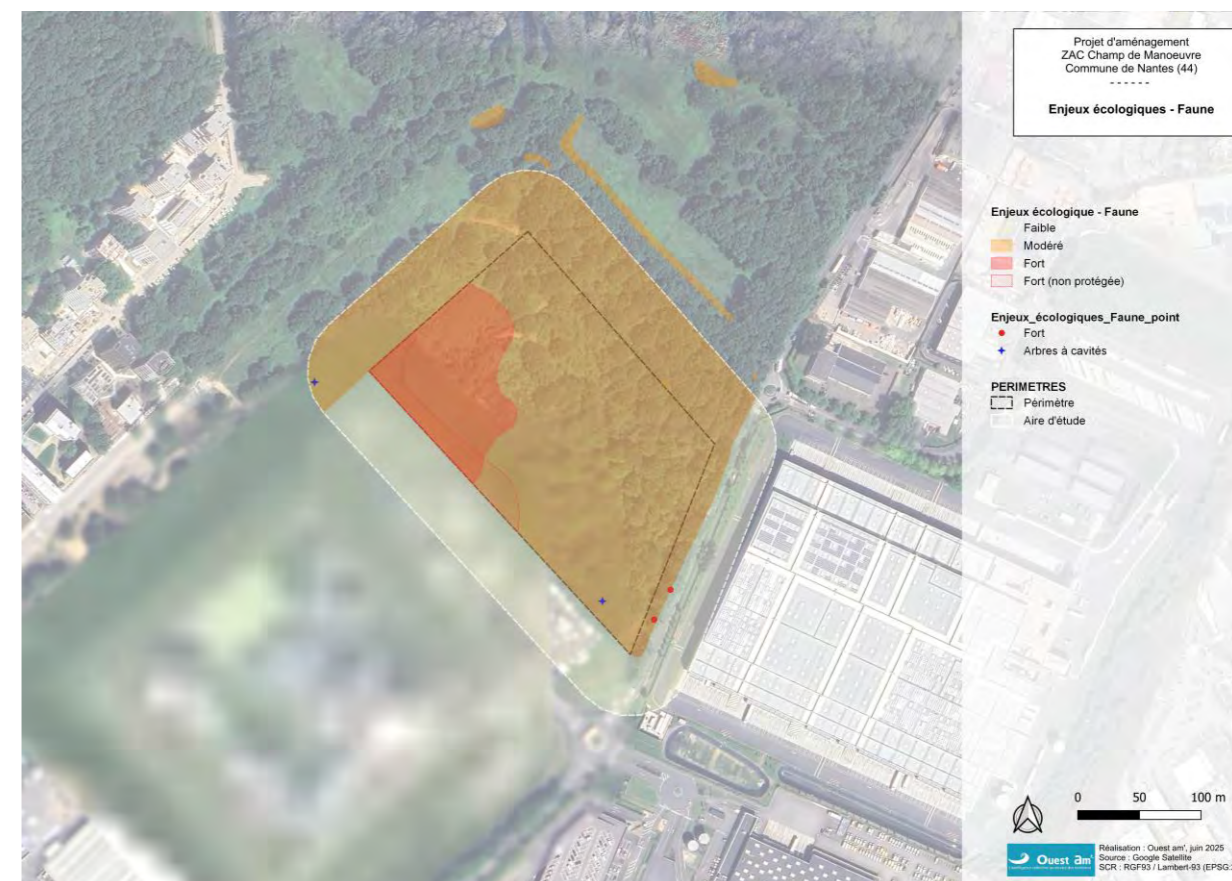 Projet d'aménagement
ZAC Champ de Manoeuvre
Commune de Nantes (44)
------
Enjeux écologiques - Faune
Enjeux écologique - Faune
Faible
Modéré
Fort
Fort (non protégée)
Enjeux_écologiques_Faune_point
Fort
Arbres à cavités
PERIMETRES
Périmètre
Aire d'étude
0 50 100 m
Ouest am'
Réalisation : Ouest am', juin 2025
Source : Google Satellite
SCR : RGF93 / Lambert-93 (EPSG